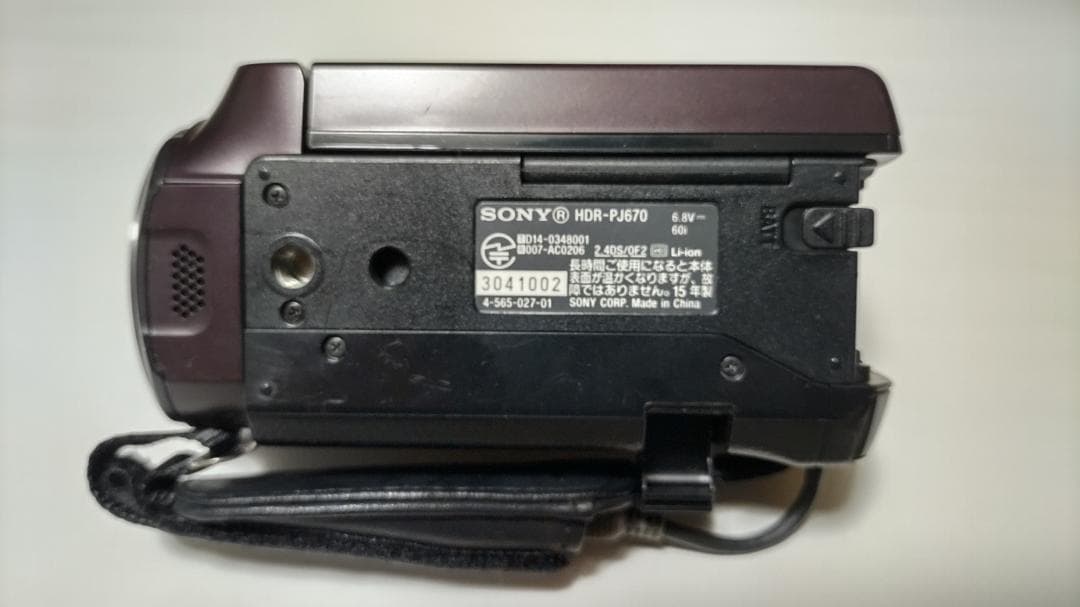 SONY® HDR-PJ670 6.8V⎓
60i
D14-0348001
007-AC0206 2.4DS/0F2 Li-ion
長時間ご使用になると本体
3041002 表面が温かくなりますが、故
障ではありません。15年製
4-565-027-01 SONY CORP. Made in China
BATT